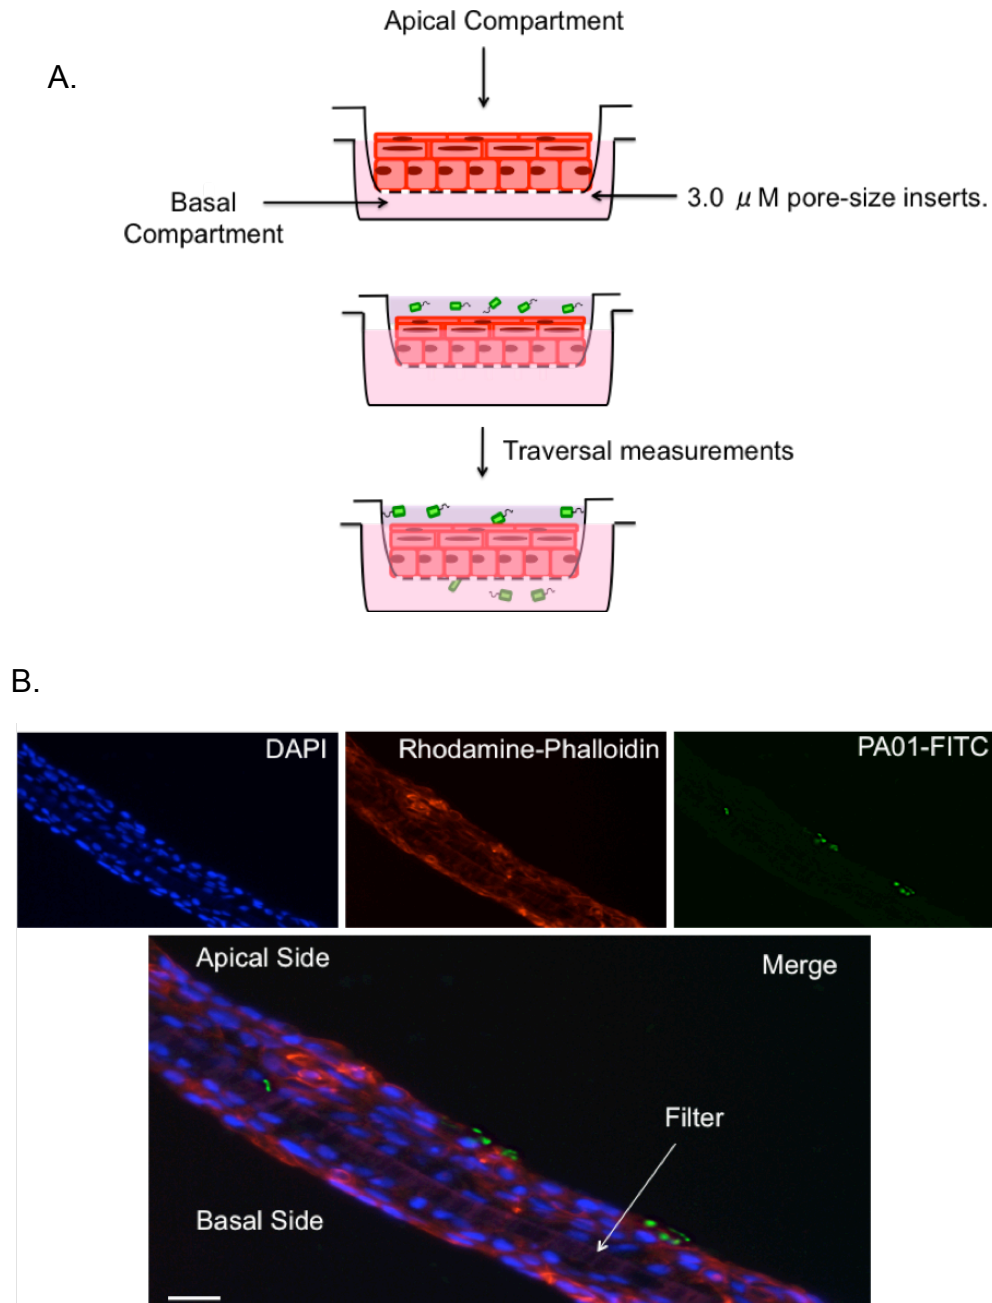 Apical Compartment
A.
Basal
Compartment
3.0 μM pore-size inserts.
Traversal measurements
B.
DAPI
Rhodamine-Phalloidin
PA01-FITC
Apical Side
Merge
Filter
Basal Side